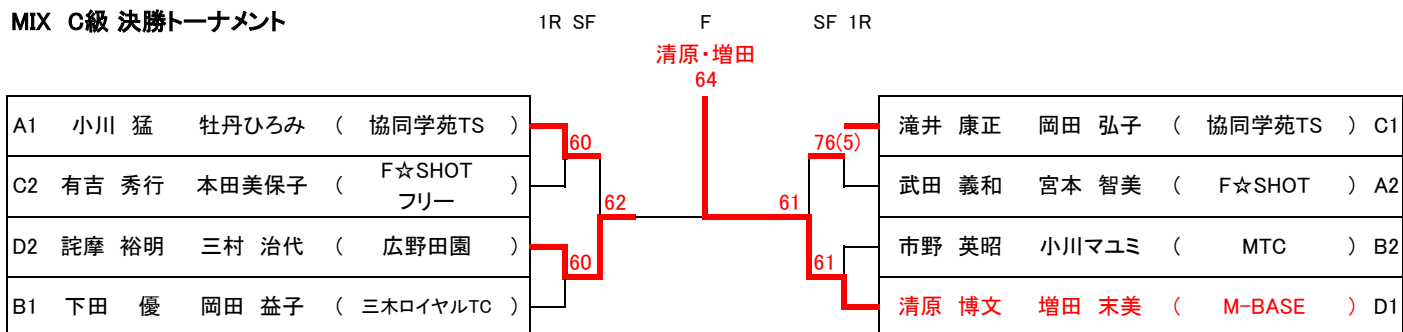 MIX C級 決勝トーナメント 1R SF F SF 1R
清原・増田
64
A1 小川 猛 牡丹ひろみ ( 協同学苑TS ) 滝井 康正 岡田 弘子 ( 協同学苑TS ) C1
60 76(5)
C2 有吉 秀行 本田美保子 ( F☆SHOT フリー ) 武田 義和 宮本 智美 ( F☆SHOT ) A2
62 61
D2 詫摩 裕明 三村 治代 ( 広野田園 ) 市野 英昭 小川マユミ ( MTC ) B2
60 61
B1 下田 優 岡田 益子 ( 三木ロイヤルTC ) 清原 博文 増田 末美 ( M-BASE ) D1